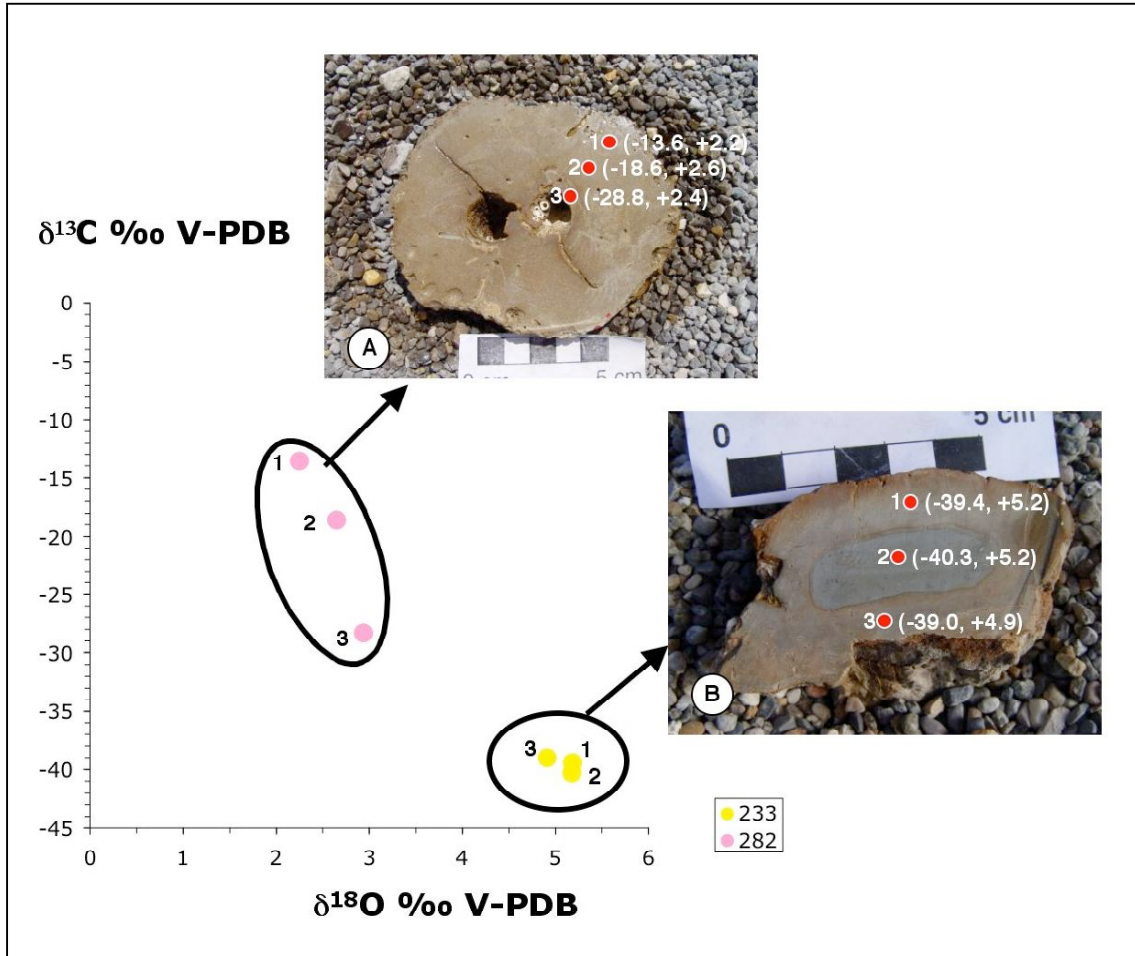 1 (-13.6, +2.2)
2 (-18.6, +2.6)
3 (-28.8, +2.4)
A
5 cm
δ¹³C ‰ V-PDB
0
-5
-10
-15
-20
-25
-30
-35
-40
-45
1
2
3
0
5 cm
1 (-39.4, +5.2)
2 (-40.3, +5.2)
3 (-39.0, +4.9)
B
3
1
2
233
282
0 1 2 3 4 5 6
δ¹⁸O ‰ V-PDB